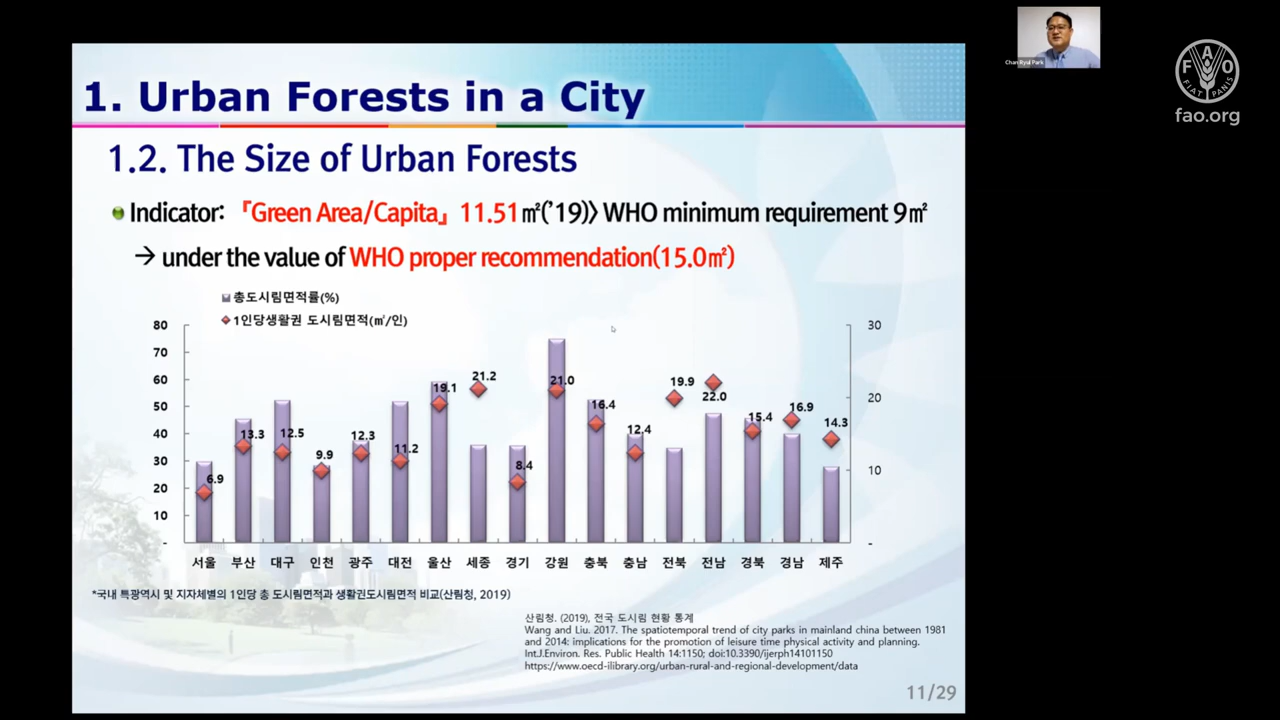 1. Urban Forests in a City
1.2. The Size of Urban Forests
Indicator: 『Green Area/Capita』 11.51㎡('19)〉 WHO minimum requirement 9㎡
→ under the value of WHO proper recommendation(15.0㎡)
총도시림면적률(%)
1인당생활권 도시림면적(㎡/인)
80
70
60
50
40
30
20
10
-
30
20
10
-
6.9
13.3
12.5
9.9
12.3
11.2
19.1
21.2
8.4
21.0
16.4
12.4
19.9
22.0
15.4
16.9
14.3
서울 부산 대구 인천 광주 대전 울산 세종 경기 강원 충북 충남 전북 전남 경북 경남 제주
*국내 특광역시 및 지자체별의 1인당 총 도시림면적과 생활권도시림면적 비교(산림청, 2019)
산림청. (2019), 전국 도시림 현황 통계
Wang and Liu. 2017. The spatiotemporal trend of city parks in mainland china between 1981
and 2014: implications for the promotion of leisure time physical activity and planning.
Int.J.Environ. Res. Public Health 14:1150; doi:10.3390/ijerph14101150
https://www.oecd-ilibrary.org/urban-rural-and-regional-development/data
11/29
Chan Ryul Park
F A O
FIAT PANIS
fao.org